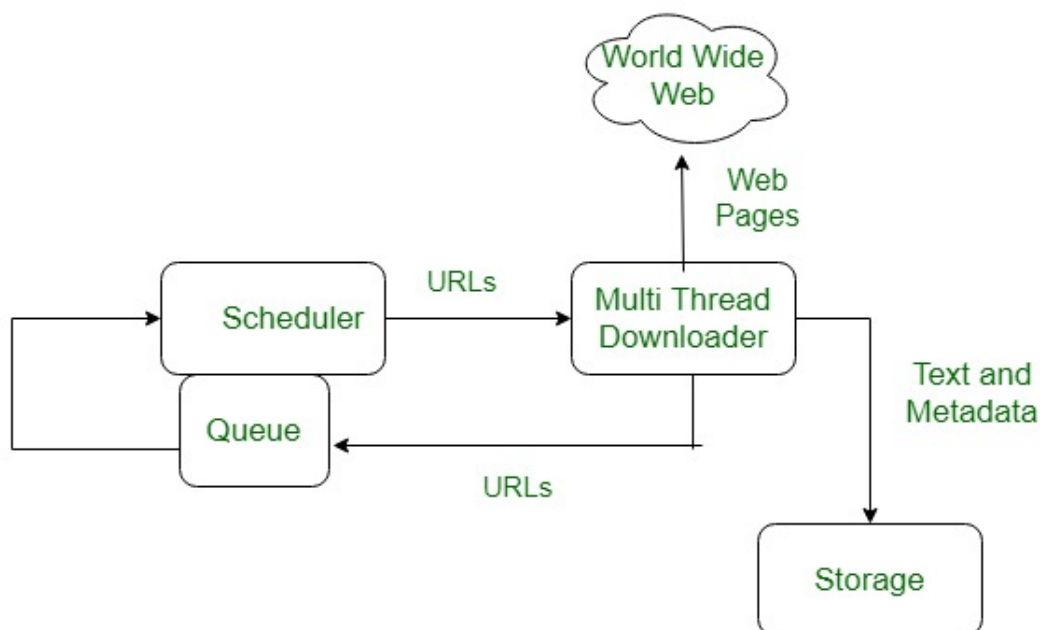 World Wide
Web
Web
Pages
URLs
Scheduler
Multi Thread
Downloader
Text and
Metadata
Queue
URLs
Storage